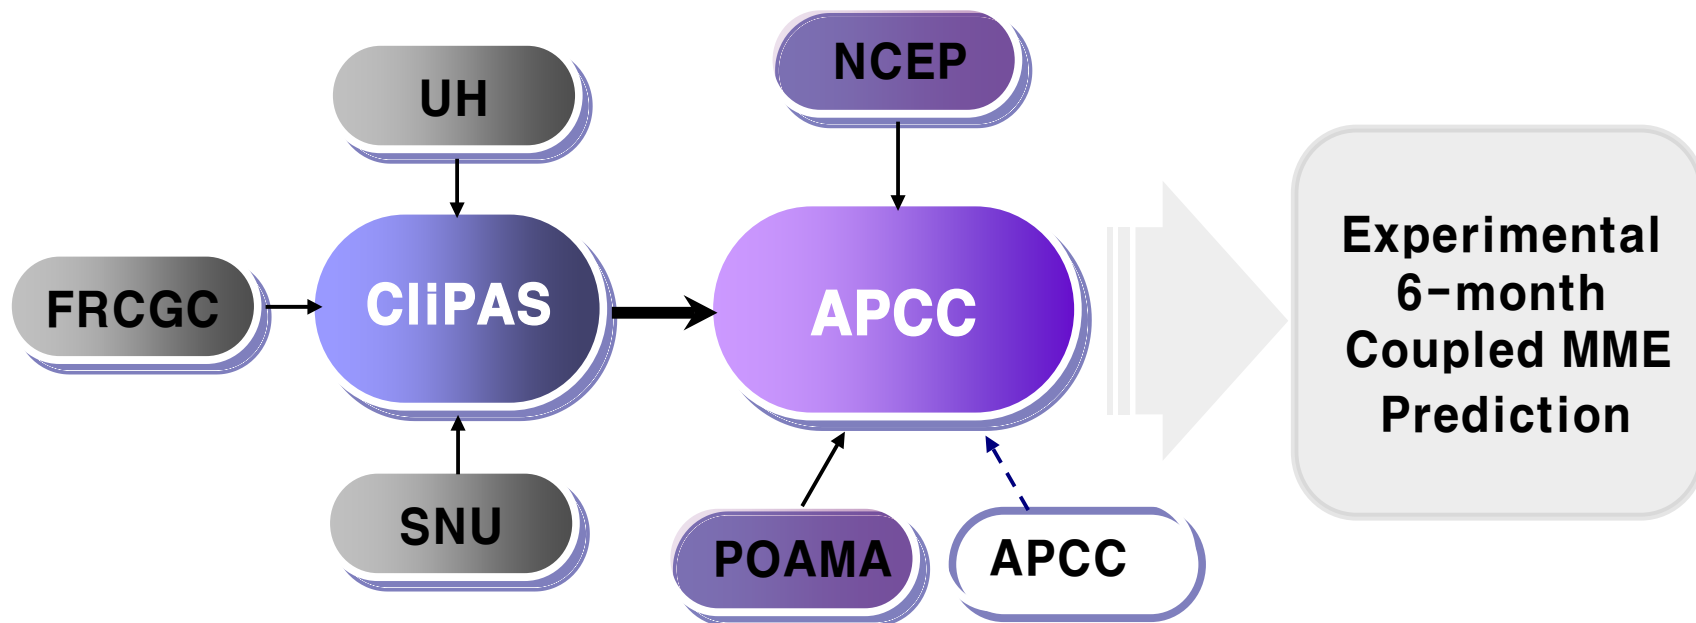 NCEP
UH
FRCGC
CliPAS
APCC
SNU
POAMA
APCC
Experimental
6-month
Coupled MME
Prediction